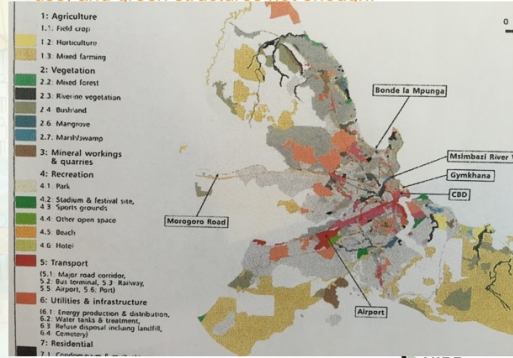 1: Agriculture
1.1: Field crop
1.2: Horticulture
1.3: Mixed farming
2: Vegetation
2.2: Mixed forest
2.3: Riverine vegetation
2.4: Bushland
2.6: Mangrove
2.7: Marsh/swamp
3: Mineral workings
& quarries
4: Recreation
4.1: Park
4.2: Stadium & festival site,
4.3 Sports grounds
4.4: Other open space
4.5: Beach
4.6: Hotel
5: Transport
(5.1: Major road corridor,
5.2: Bus terminal, 5.3: Railway,
5.5: Airport, 5.6: Port)
6: Utilities & infrastructure
(6.1: Energy production & distribution,
6.2: Water tanks & treatment,
6.3: Refuse disposal including landfill,
6.4: Cemetery)
7: Residential
0
Bonde la Mpunga
Msimbazi River
Gymkhana
CBD
Morogoro Road
Airport